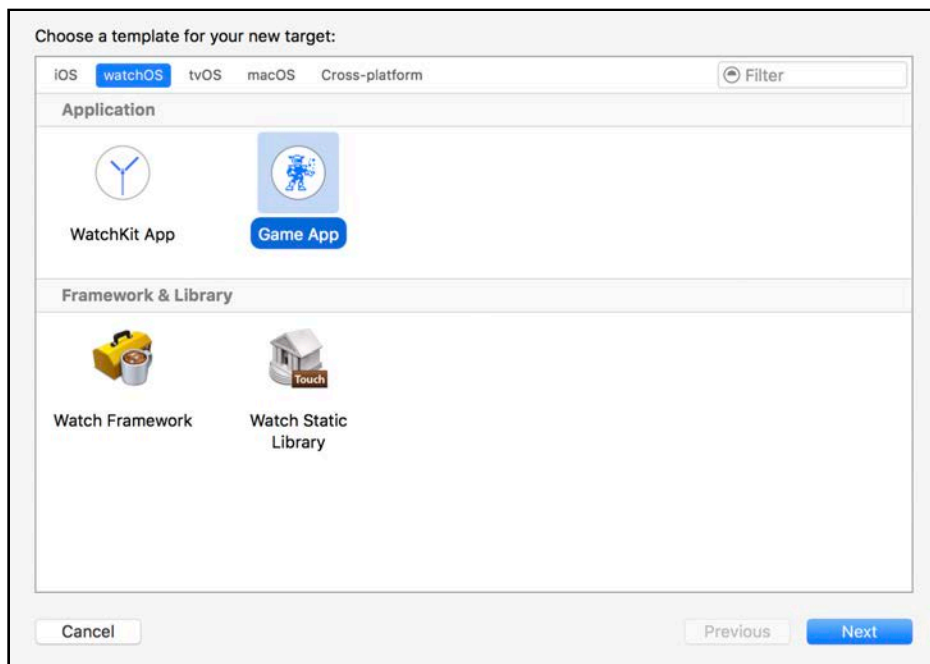 Choose a template for your new target:
iOS watchOS tvOS macOS Cross-platform Filter
Application
WatchKit App Game App
Framework & Library
Touch
Watch Framework Watch Static
Library
Cancel Previous Next